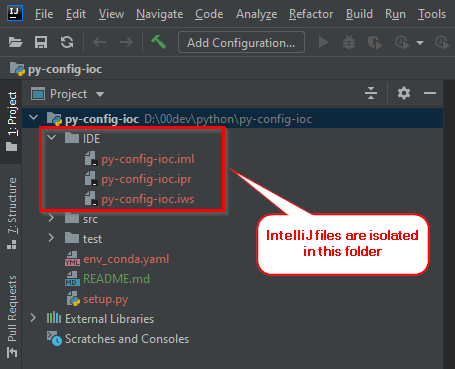 IJ File Edit View Navigate Code Analyze Refactor Build Run Tools
Add Configuration...
py-config-ioc
1: Project
Project
py-config-ioc D:\00dev\python\py-config-ioc
IDE
py-config-ioc.iml
py-config-ioc.ipr
py-config-ioc.iws
IntelliJ files are isolated
in this folder
src
7: Structure
test
YML env_conda.yaml
MD README.md
setup.py
Pull Requests
External Libraries
Scratches and Consoles